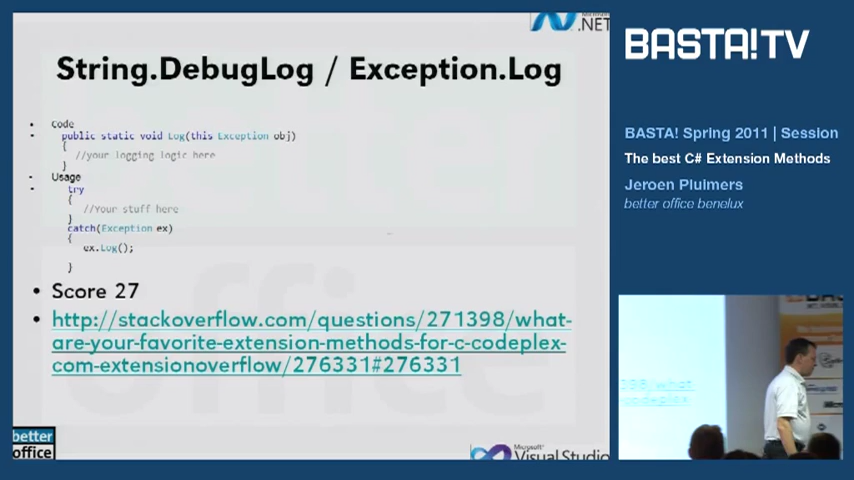 .NET
String.DebugLog / Exception.Log
• Code
• public static void Log(this Exception obj)
{
//your logging logic here
}
• Usage
• try
{
//Your stuff here
}
catch(Exception ex)
{
ex.Log();
}
• Score 27
• http://stackoverflow.com/questions/271398/what-
are-your-favorite-extension-methods-for-c-codeplex-
com-extensionoverflow/276331#276331
better
office
Microsoft
Visual Studio
BASTA!TV
BASTA! Spring 2011 | Session
The best C# Extension Methods
Jeroen Pluimers
better office benelux